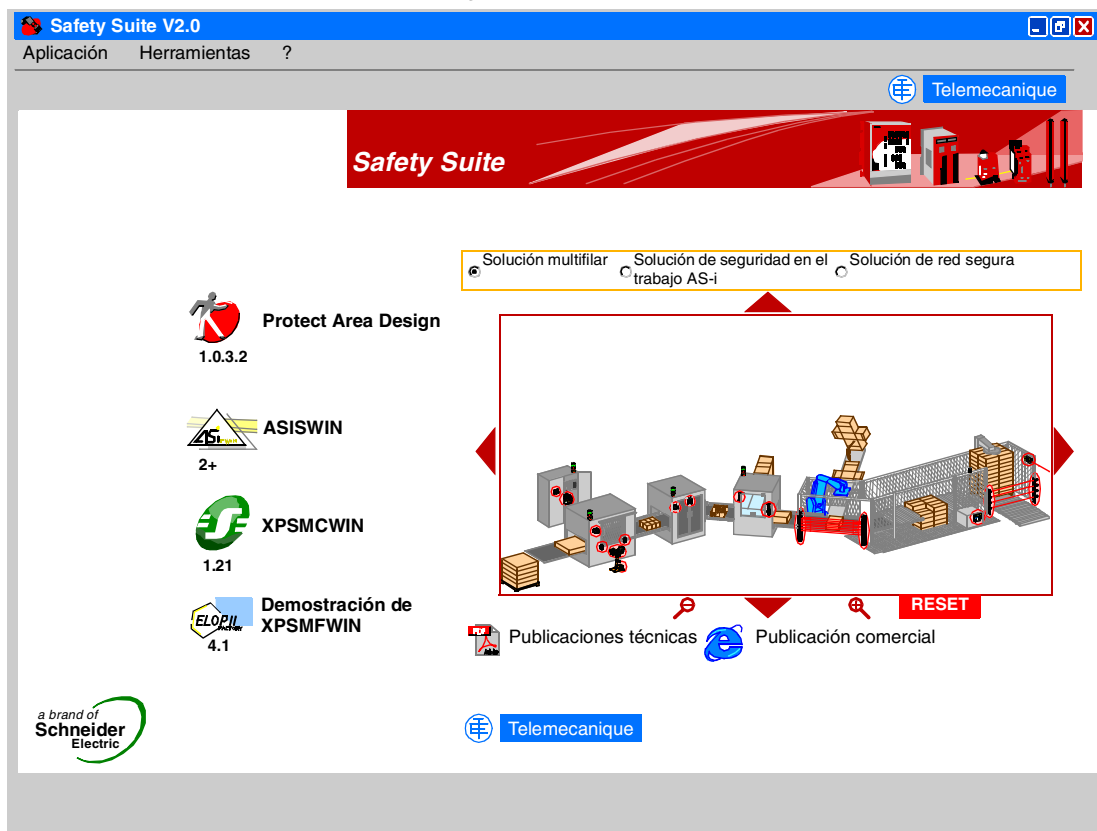 Safety Suite V2.0
Aplicación Herramientas ?
Telemecanique
Safety Suite
Solución multifilar
Solución de seguridad en el
trabajo AS-i
Solución de red segura
Protect Area Design
1.0.3.2
ASISWIN
2+
XPSMCWIN
1.21
Demostración de
XPSMFWIN
ELOPII
4.1
RESET
Publicaciones técnicas
Publicación comercial
a brand of
Schneider
Electric
Telemecanique